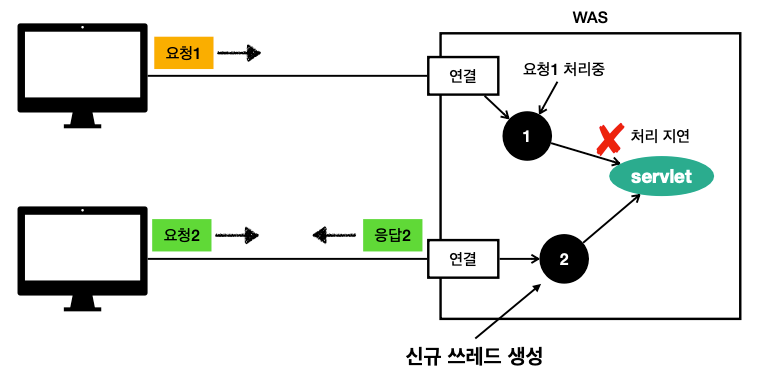 WAS
요청1
연결
요청1 처리중
1
처리 지연
servlet
요청2
응답2
연결
2
신규 쓰레드 생성